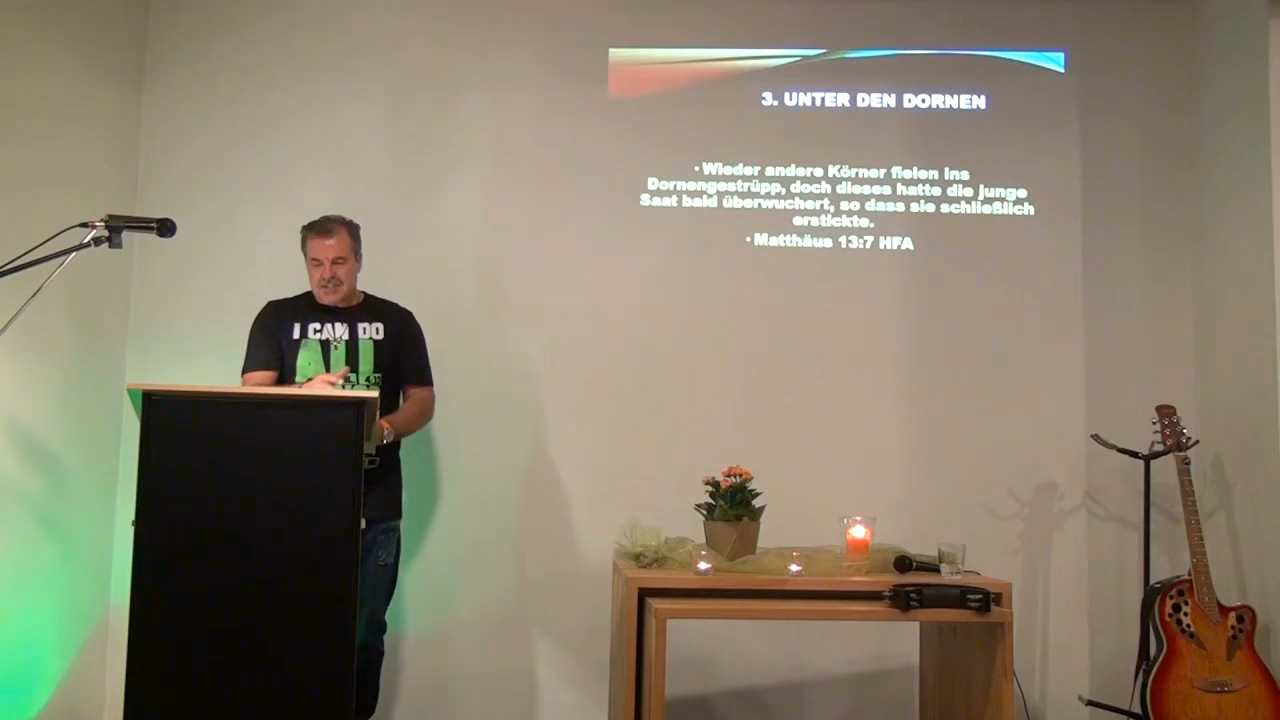 3. UNTER DEN DORNEN
• Wieder andere Körner fielen ins
Dornengestrüpp, doch dieses hatte die junge
Saat bald überwuchert, so dass sie schließlich
erstickte.
• Matthäus 13:7 HFA
I CAN DO
ALL